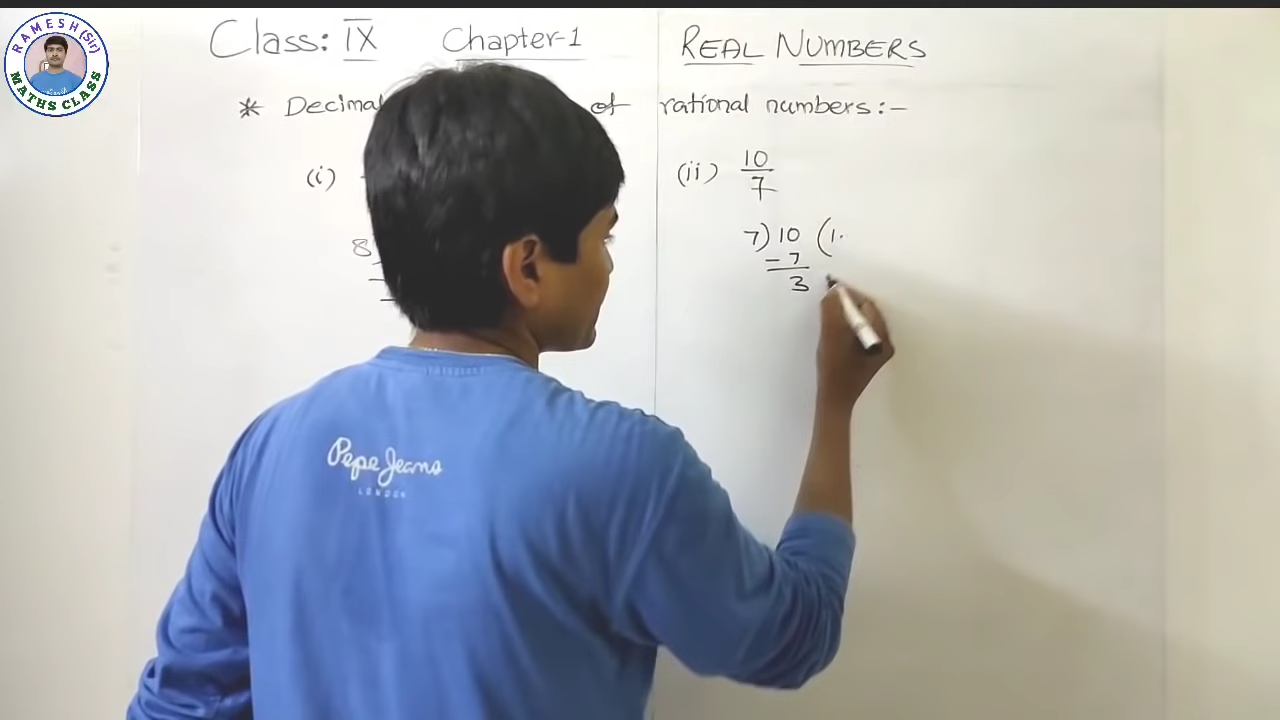 RAMESH (Sir)
MATHS CLASS
Class: IX Chapter-1 REAL NUMBERS
* Decimal of rational numbers:-
(i)
8
(ii) 10/7
7) 10 (1.
- 7
3
Pepe Jeans
LONDON